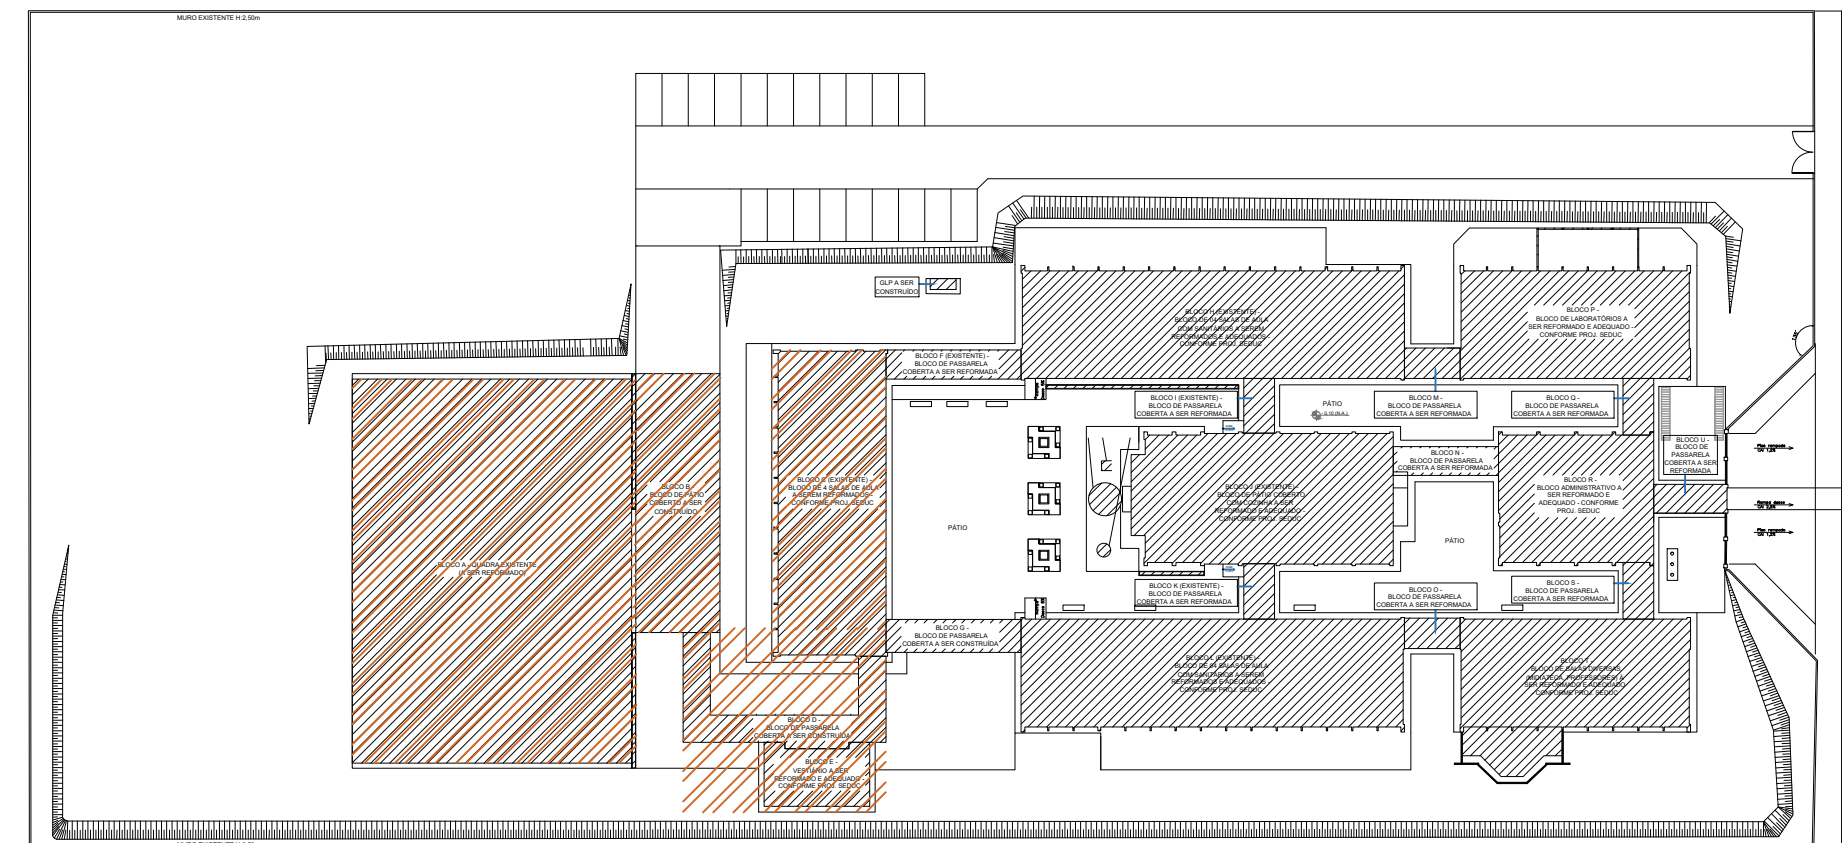 MURO EXISTENTE H:2,50m
GLP A SER
CONSTRUÍDO
BLOCO H (EXISTENTE) -
BLOCO DE 04 SALAS DE AULA
COM SANITÁRIOS A SEREM
REFORMADOS E ADEQUADOS -
CONFORME PROJ. SEDUC
BLOCO P -
BLOCO DE LABORATÓRIOS A
SER REFORMADO E ADEQUADO -
CONFORME PROJ. SEDUC
BLOCO F (EXISTENTE) -
BLOCO DE PASSARELA
COBERTA A SER REFORMADA
BLOCO I (EXISTENTE) -
BLOCO DE PASSARELA
COBERTA A SER REFORMADA
PÁTIO
BLOCO M -
BLOCO DE PASSARELA
COBERTA A SER REFORMADA
BLOCO Q -
BLOCO DE PASSARELA
COBERTA A SER REFORMADA
BLOCO U -
BLOCO DE
PASSARELA
COBERTA A SER
REFORMADA
BLOCO N -
BLOCO DE PASSARELA
COBERTA A SER REFORMADA
BLOCO B
BLOCO DE PÁTIO
COBERTO A SER
CONSTRUÍDO
BLOCO C (EXISTENTE) -
BLOCO DE 4 SALAS DE AULA
A SEREM REFORMADOS -
CONFORME PROJ. SEDUC
BLOCO J (EXISTENTE) -
BLOCO DE PÁTIO COBERTO
COM COZINHA A SER
REFORMADO E ADEQUADO -
CONFORME PROJ. SEDUC
BLOCO R -
BLOCO ADMINISTRATIVO A
SER REFORMADO E
ADEQUADO - CONFORME
PROJ. SEDUC
PÁTIO
PÁTIO
BLOCO A - QUADRA EXISTENTE
(A SER REFORMADO)
BLOCO K (EXISTENTE) -
BLOCO DE PASSARELA
COBERTA A SER REFORMADA
BLOCO O -
BLOCO DE PASSARELA
COBERTA A SER REFORMADA
BLOCO S -
BLOCO DE PASSARELA
COBERTA A SER REFORMADA
BLOCO G -
BLOCO DE PASSARELA
COBERTA A SER CONSTRUÍDA
BLOCO L (EXISTENTE) -
BLOCO DE 04 SALAS DE AULA
COM SANITÁRIOS A SEREM
REFORMADOS E ADEQUADOS -
CONFORME PROJ. SEDUC
BLOCO T -
BLOCO DE SALAS DIVERSAS
(MIDIATECA, PROFESSORES) A
SER REFORMADO E ADEQUADO
CONFORME PROJ. SEDUC
BLOCO D -
BLOCO DE PASSARELA
COBERTA A SER CONSTRUÍDA
BLOCO E -
VESTIÁRIO A SER
REFORMADO E ADEQUADO -
CONFORME PROJ. SEDUC